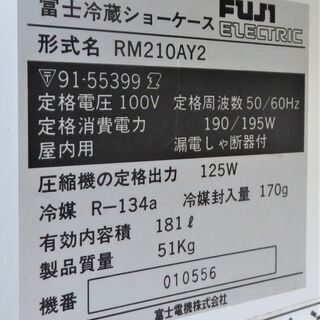 富士冷蔵ショーケース FUJI ELECTRIC
形式名 RM210AY2
91-55399
定格電圧 100V 定格周波数 50/60Hz
定格消費電力 190/195W
屋内用 漏電しゃ断器付
圧縮機の定格出力 125W
冷媒 R-134a 冷媒封入量 170g
有効内容積 181ℓ
製品質量 51Kg
機番 010556
富士電機株式会社